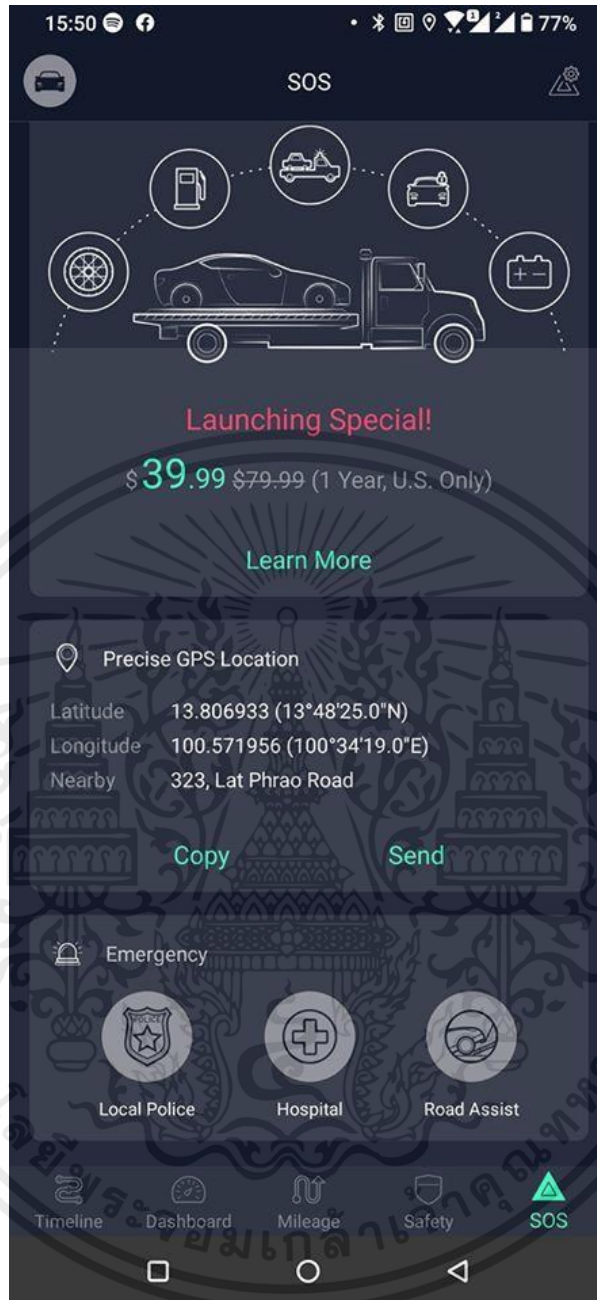 15:50
1
2
77%
SOS
Launching Special!
$39.99 $79.99 (1 Year, U.S. Only)
Learn More
Precise GPS Location
Latitude 13.806933 (13°48'25.0"N)
Longitude 100.571956 (100°34'19.0"E)
Nearby 323, Lat Phrao Road
Copy Send
Emergency
POLICE
Local Police Hospital Road Assist
Timeline Dashboard Mileage Safety SOS